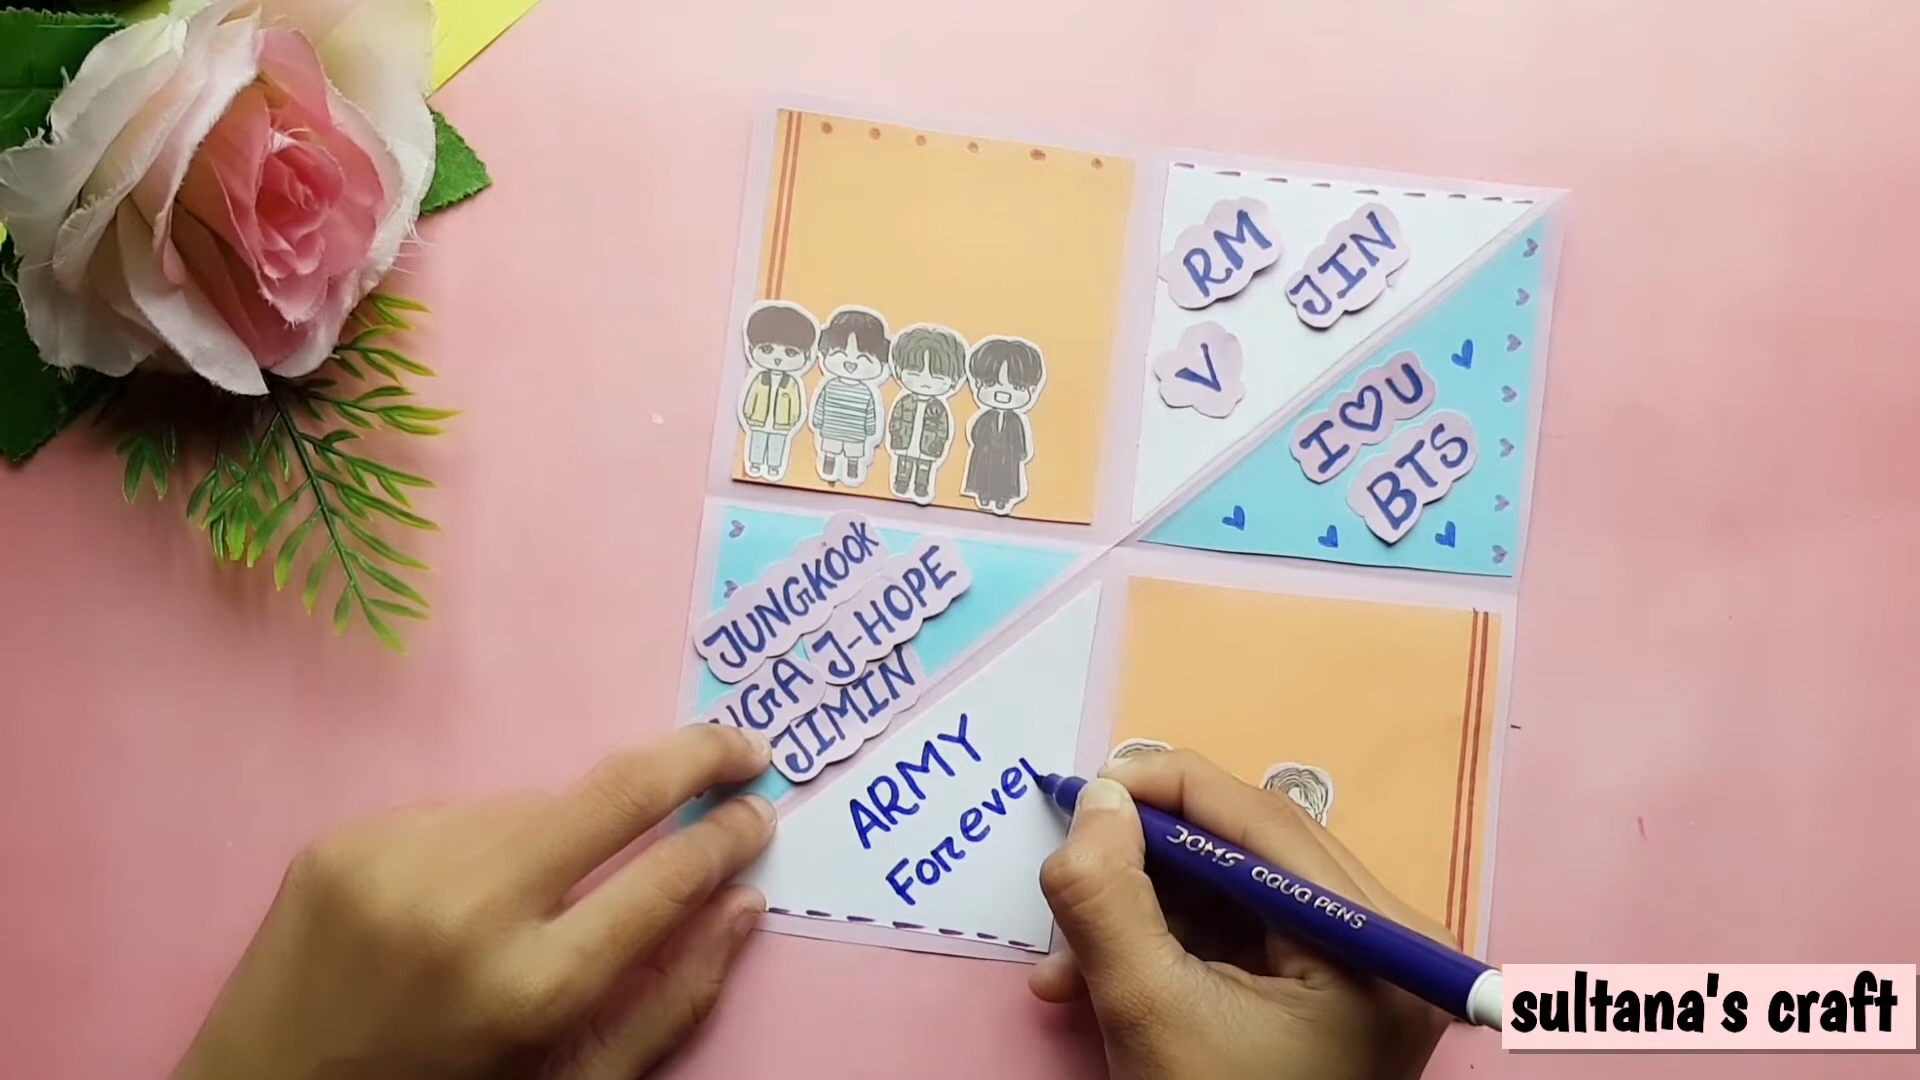 RM
JIN
V
I ♡ U
BTS
JUNGKOOK
J-HOPE
JIMIN
ARMY
Forever
JOMS AQUA PENS
sultana's craft